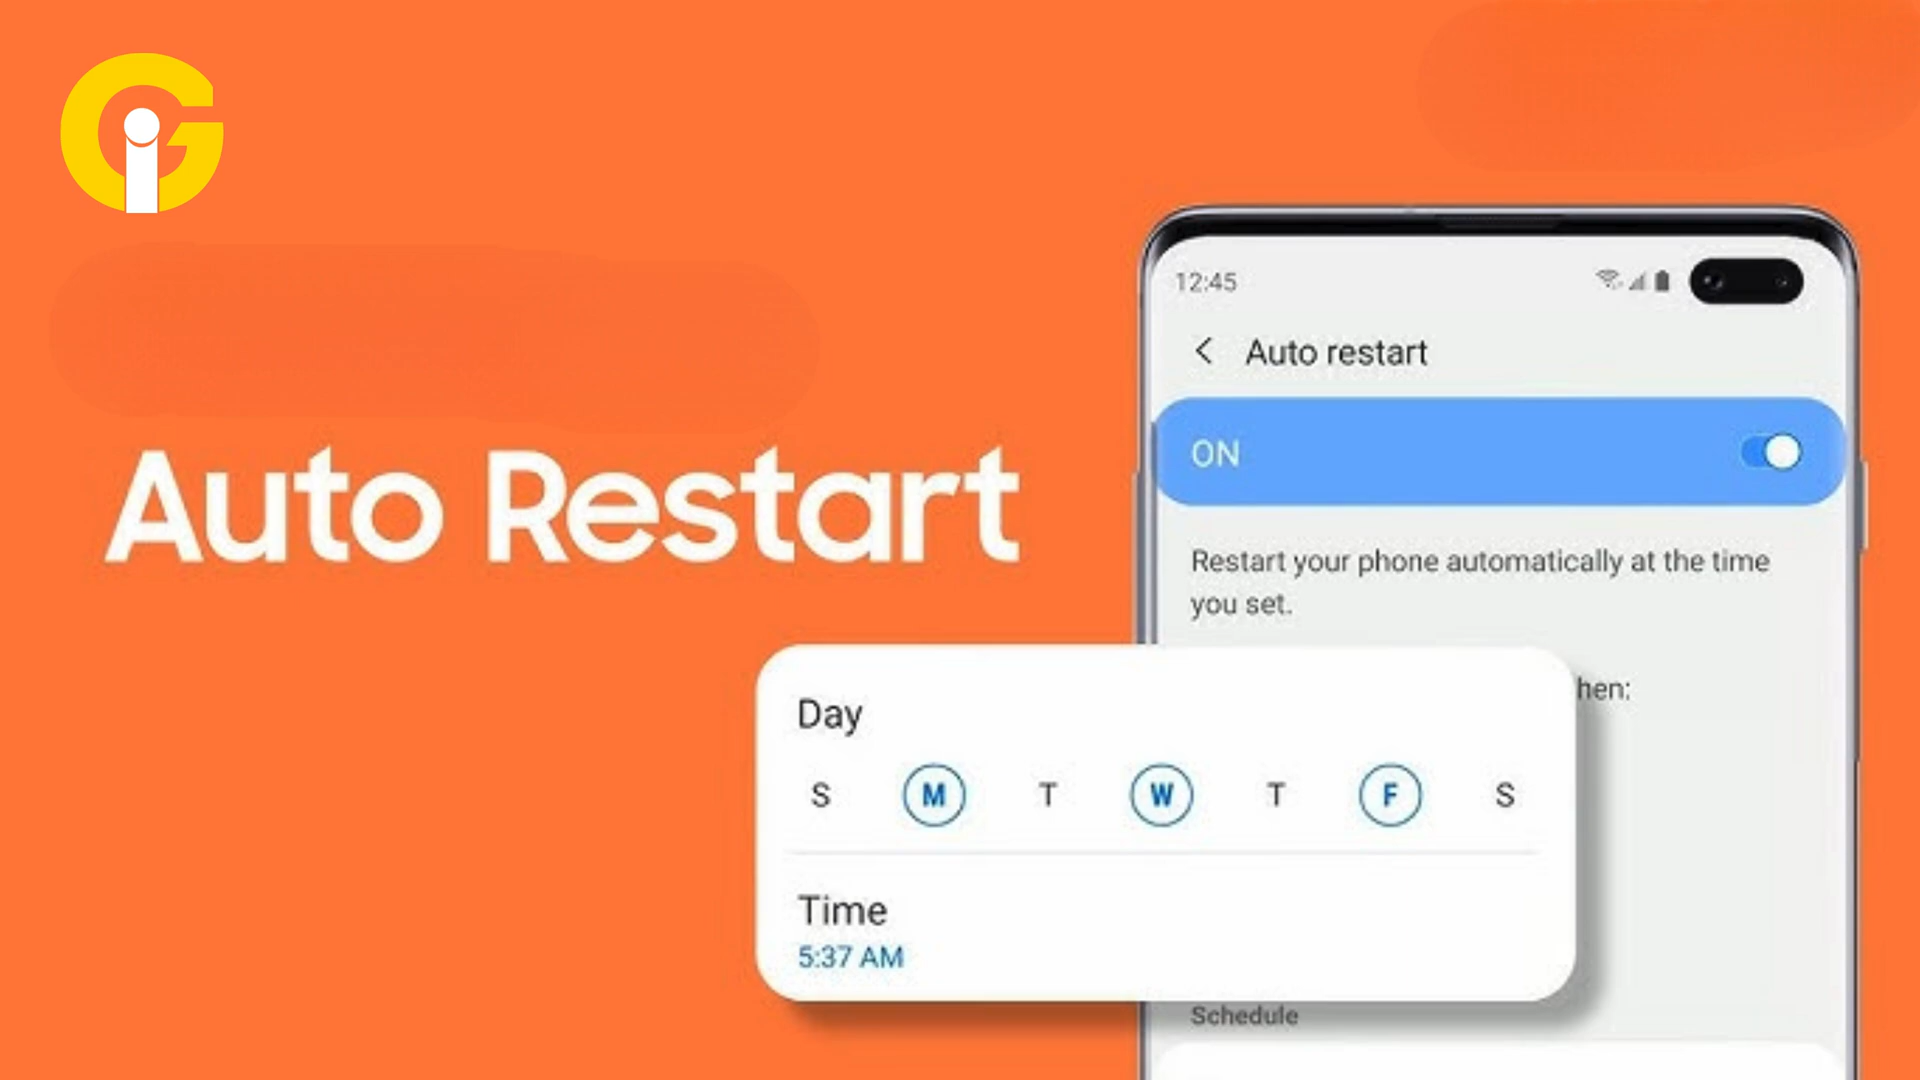 Gi
Auto Restart
12:45
Auto restart
ON
Restart your phone automatically at the time
you set.
hen:
Day
S M T W T F S
Time
5:37 AM
Schedule